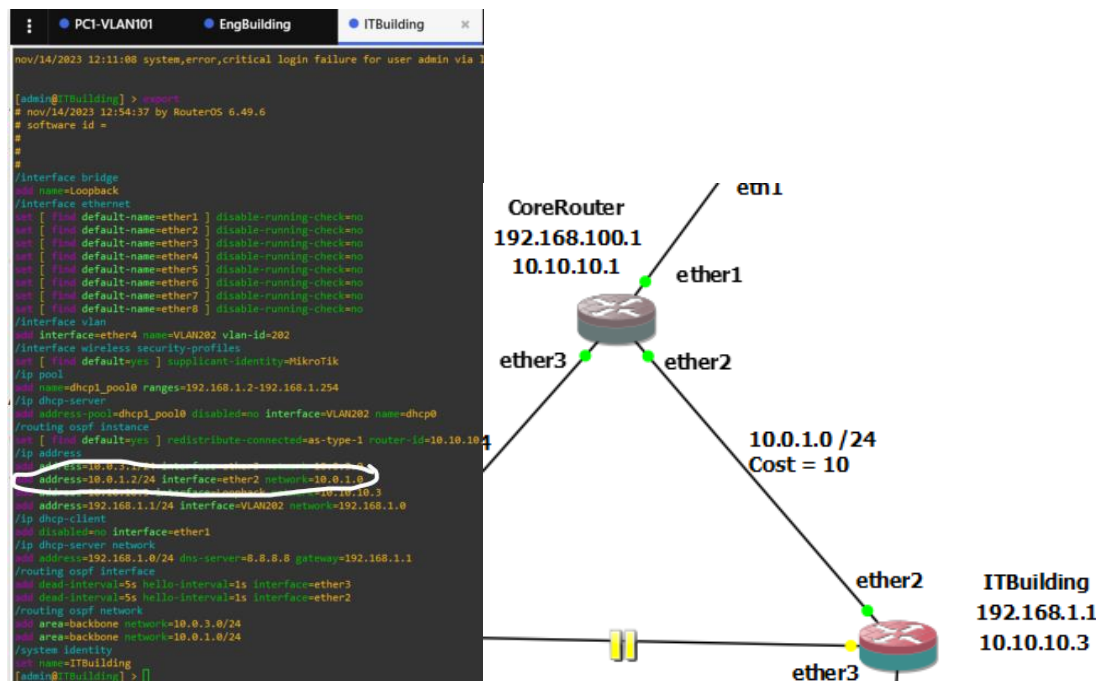 PC1-VLAN101 EngBuilding ITBuilding ×
nov/14/2023 12:11:08 system,error,critical login failure for user admin via
[admin@ITBuilding] > export
# nov/14/2023 12:54:37 by RouterOS 6.49.6
# software id =
#
#
#
/interface bridge
add name=Loopback
/interface ethernet
set [ find default-name=ether1 ] disable-running-check=no
set [ find default-name=ether2 ] disable-running-check=no
set [ find default-name=ether3 ] disable-running-check=no
set [ find default-name=ether4 ] disable-running-check=no
set [ find default-name=ether5 ] disable-running-check=no
set [ find default-name=ether6 ] disable-running-check=no
set [ find default-name=ether7 ] disable-running-check=no
set [ find default-name=ether8 ] disable-running-check=no
/interface vlan
add interface=ether4 name=VLAN202 vlan-id=202
/interface wireless security-profiles
set [ find default=yes ] supplicant-identity=MikroTik
/ip pool
add name=dhcp1_pool0 ranges=192.168.1.2-192.168.1.254
/ip dhcp-server
add address-pool=dhcp1_pool0 disabled=no interface=VLAN202 name=dhcp0
/routing ospf instance
set [ find default=yes ] redistribute-connected=as-type-1 router-id=10.10.10
/ip address
add address=10.0.3.1/24
add address=10.0.1.2/24 interface=ether2 network=10.0.1.0
10.10.10.3
add address=192.168.1.1/24 interface=VLAN202 network=192.168.1.0
/ip dhcp-client
add disabled=no interface=ether1
/ip dhcp-server network
add address=192.168.1.0/24 dns-server=8.8.8.8 gateway=192.168.1.1
/routing ospf interface
add dead-interval=5s hello-interval=1s interface=ether3
add dead-interval=5s hello-interval=1s interface=ether2
/routing ospf network
add area=backbone network=10.0.3.0/24
add area=backbone network=10.0.1.0/24
/system identity
set name=ITBuilding
[admin@ITBuilding] >
eth1
CoreRouter
192.168.100.1
10.10.10.1
ether1
ether3
ether2
4
10.0.1.0 /24
Cost = 10
ether2
ITBuilding
192.168.1.1
10.10.10.3
ether3